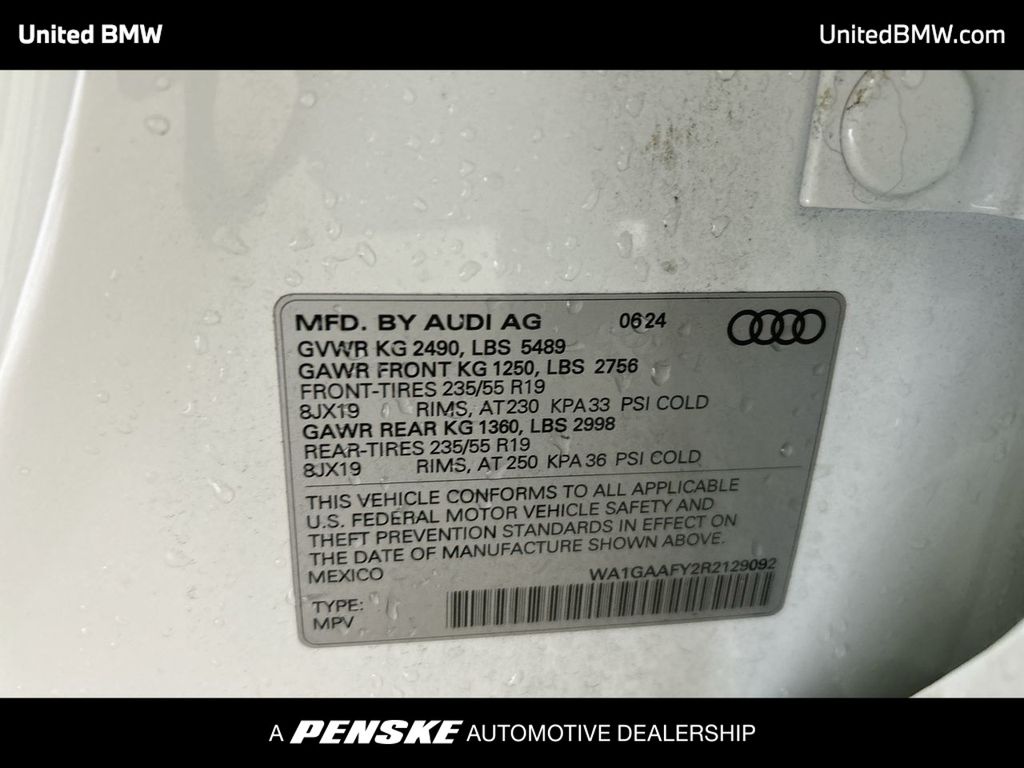 United BMW
UnitedBMW.com
MFD. BY AUDI AG 0624
GVWR KG 2490, LBS 5489
GAWR FRONT KG 1250, LBS 2756
FRONT-TIRES 235/55 R19
8JX19 RIMS, AT 230 KPA 33 PSI COLD
GAWR REAR KG 1360, LBS 2998
REAR-TIRES 235/55 R19
8JX19 RIMS, AT 250 KPA 36 PSI COLD
THIS VEHICLE CONFORMS TO ALL APPLICABLE
U.S. FEDERAL MOTOR VEHICLE SAFETY AND
THEFT PREVENTION STANDARDS IN EFFECT ON
THE DATE OF MANUFACTURE SHOWN ABOVE.
MEXICO
WA1GAAFY2R2129092
TYPE:
MPV
A PENSKE AUTOMOTIVE DEALERSHIP